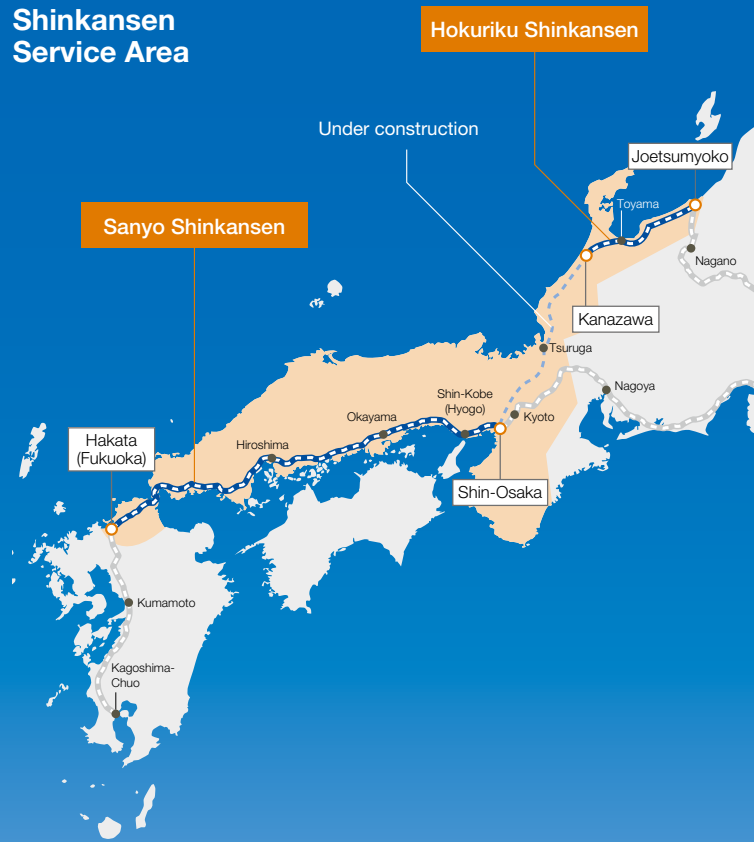 Shinkansen
Service Area
Hokuriku Shinkansen
Under construction
Joetsumyoko
Toyama
Sanyo Shinkansen
Nagano
Kanazawa
Tsuruga
Nagoya
Shin-Kobe
(Hyogo)
Kyoto
Okayama
Hakata
(Fukuoka)
Hiroshima
Shin-Osaka
Kumamoto
Kagoshima-
Chuo